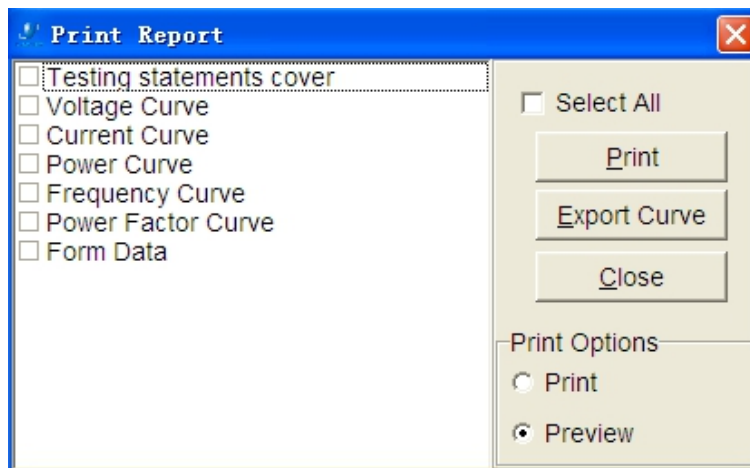 Print Report
Testing statements cover
Voltage Curve
Current Curve
Power Curve
Frequency Curve
Power Factor Curve
Form Data
Select All
Print
Export Curve
Close
Print Options
Print
Preview